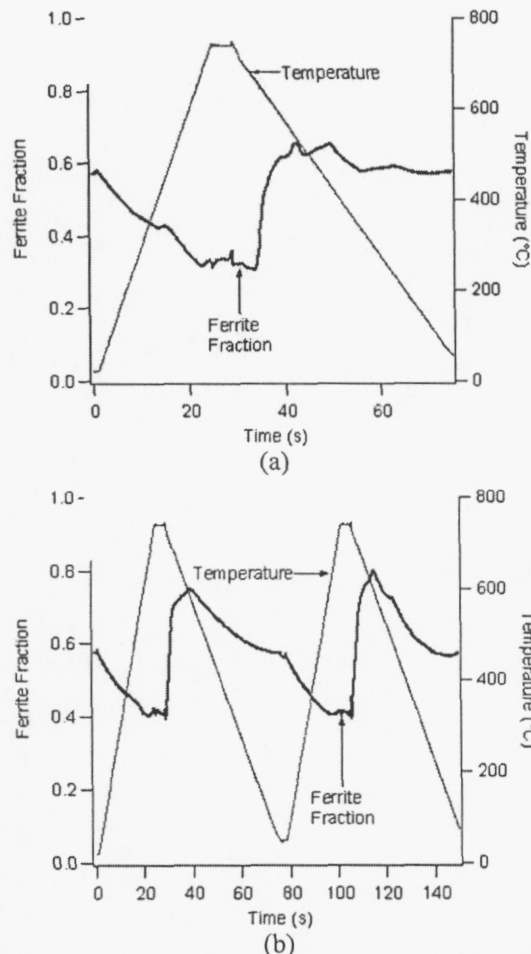 1.0
0.8
0.6
0.4
0.2
0.0
Ferrite Fraction
800
600
400
200
0
Temperature (°C)
Temperature
Ferrite
Fraction
0
20
40
60
Time (s)
(a)
1.0
0.8
0.6
0.4
0.2
0.0
Ferrite Fraction
800
600
400
200
0
Temperature (°C)
Temperature
Ferrite
Fraction
0
20
40
60
80
100
120
140
Time (s)
(b)